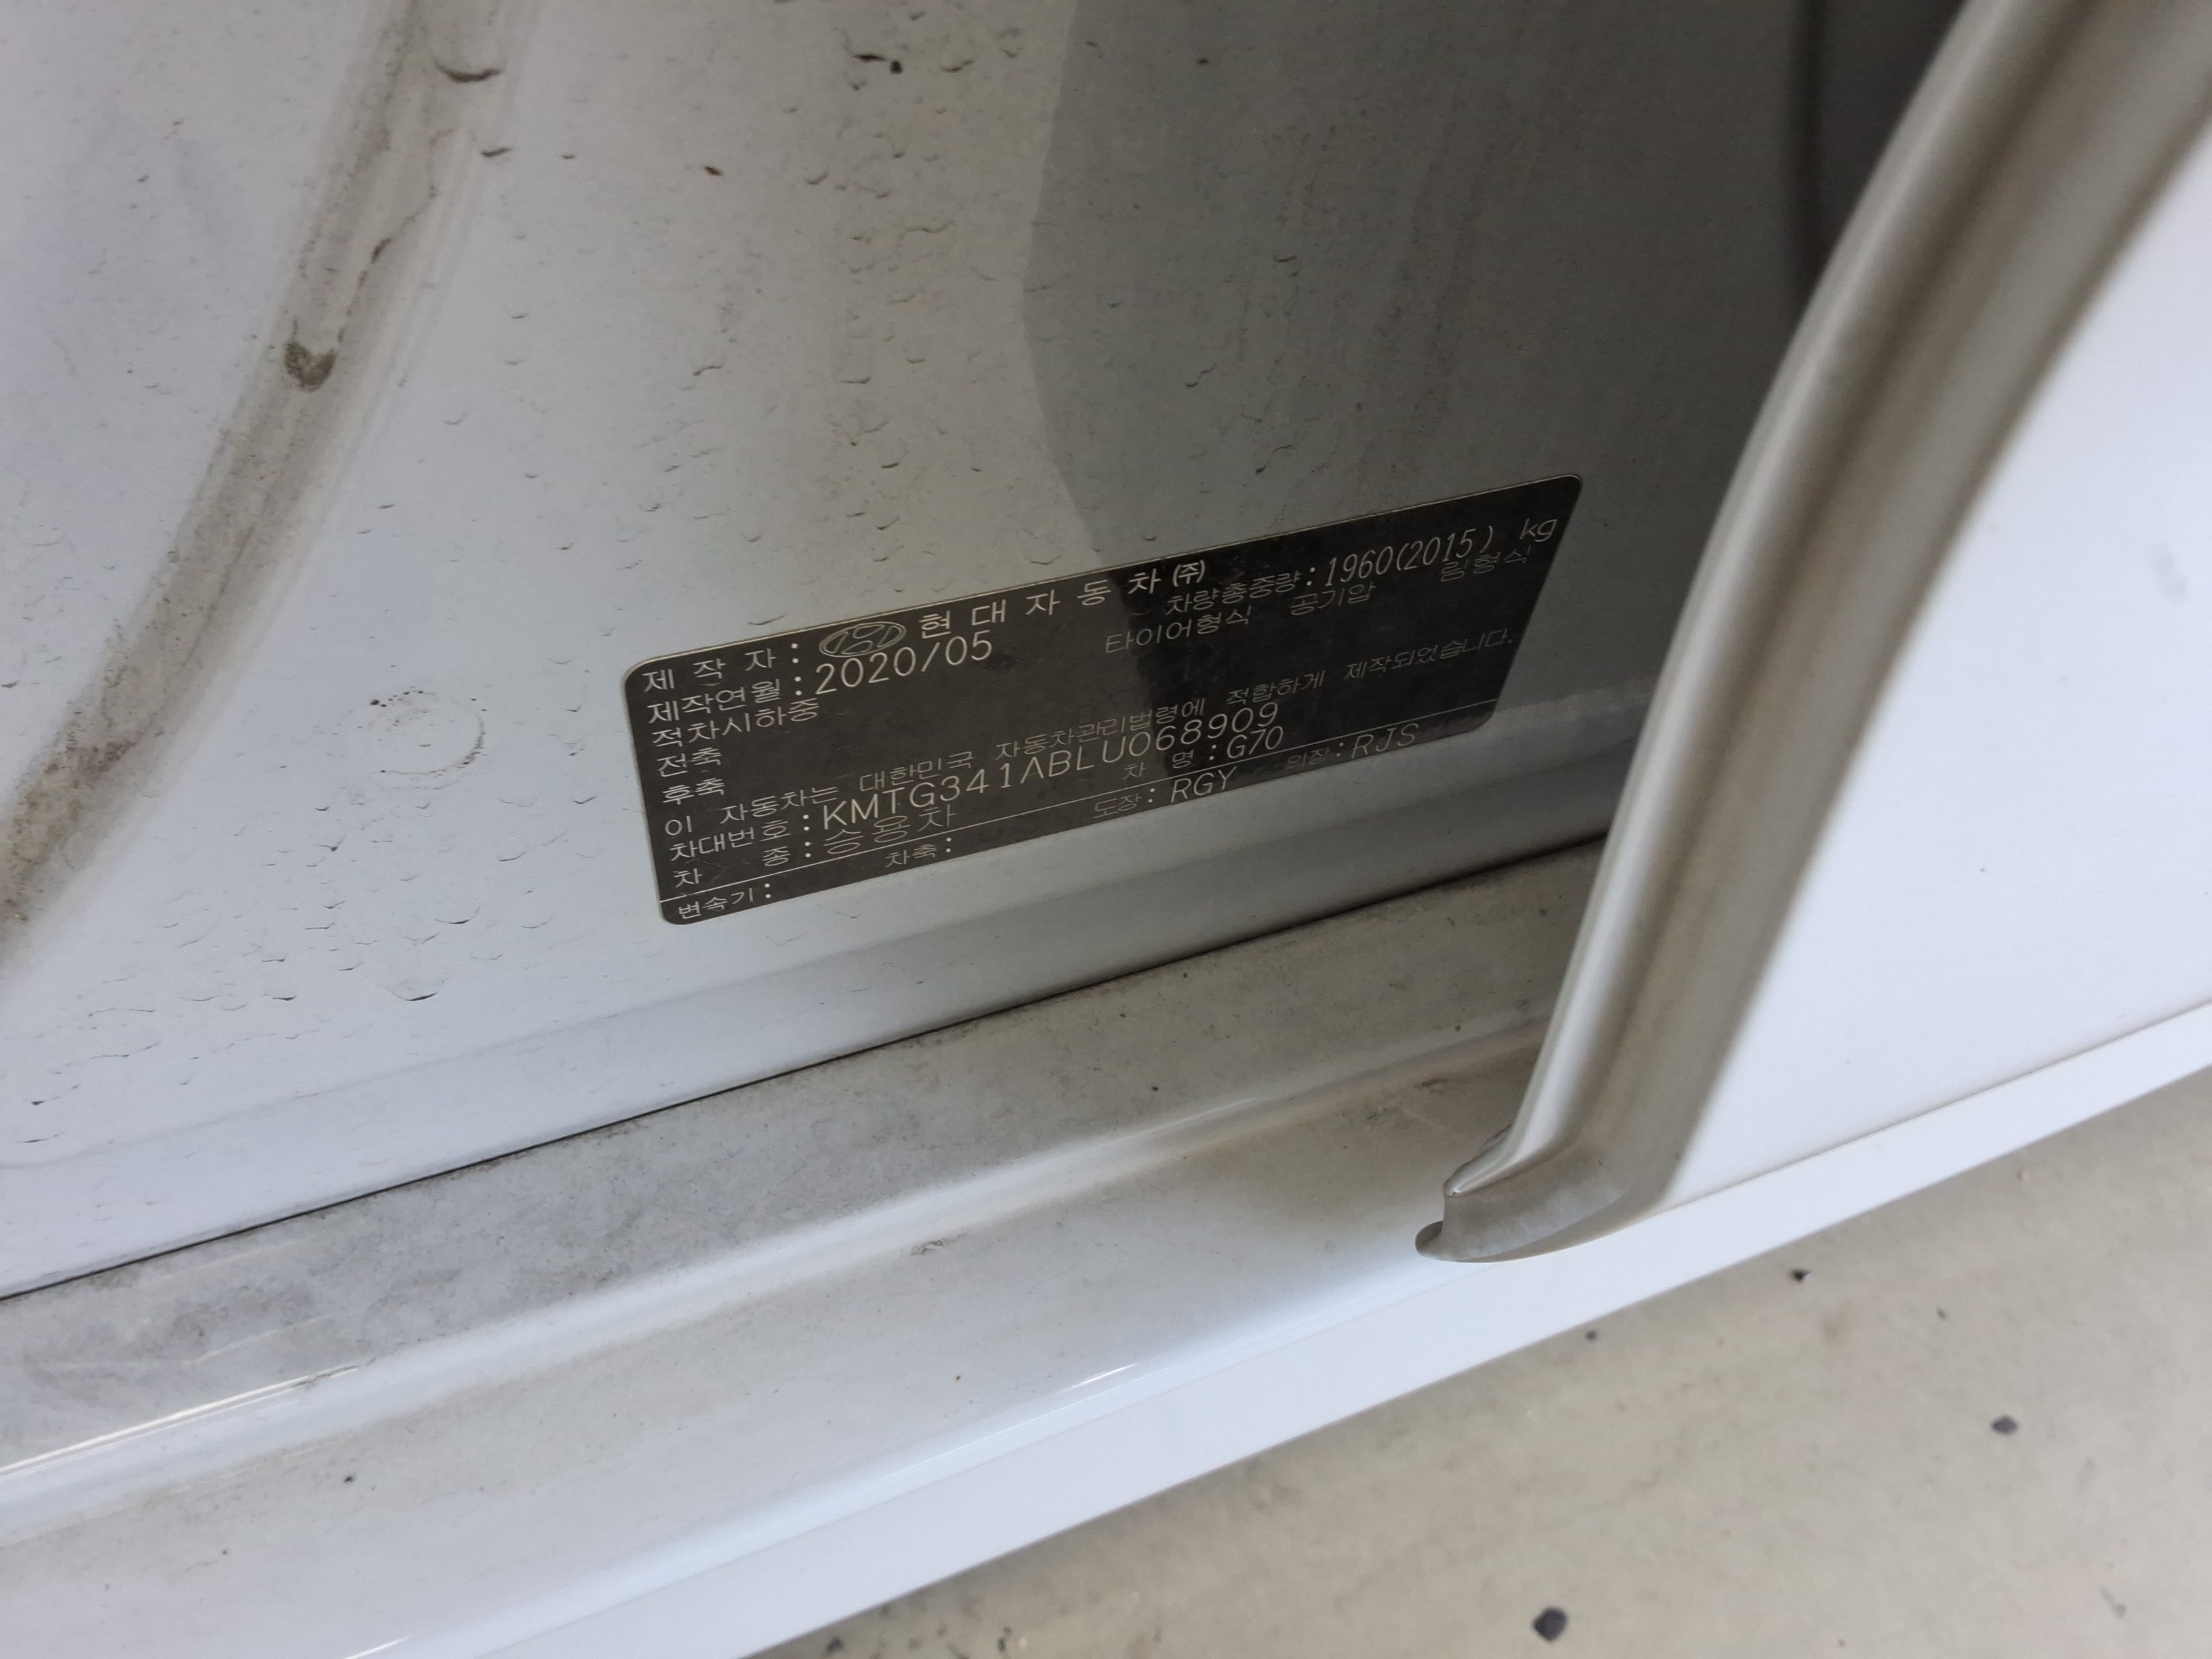 제 작 자 : 현 대 자 동 차 ㈜
제작연월 : 2020/05 차량총중량 : 1960(2015) kg
적차시하중 타이어형식 공기압 림형식
전축
후축
이 자동차는 대한민국 자동차관리법령에 적합하게 제작되었습니다.
차대번호 : KMTG341ABLU068909
차 종 : 승용차 차 명 : G70
변속기 : 차축 : 도장 : RGY 의장 : RJS